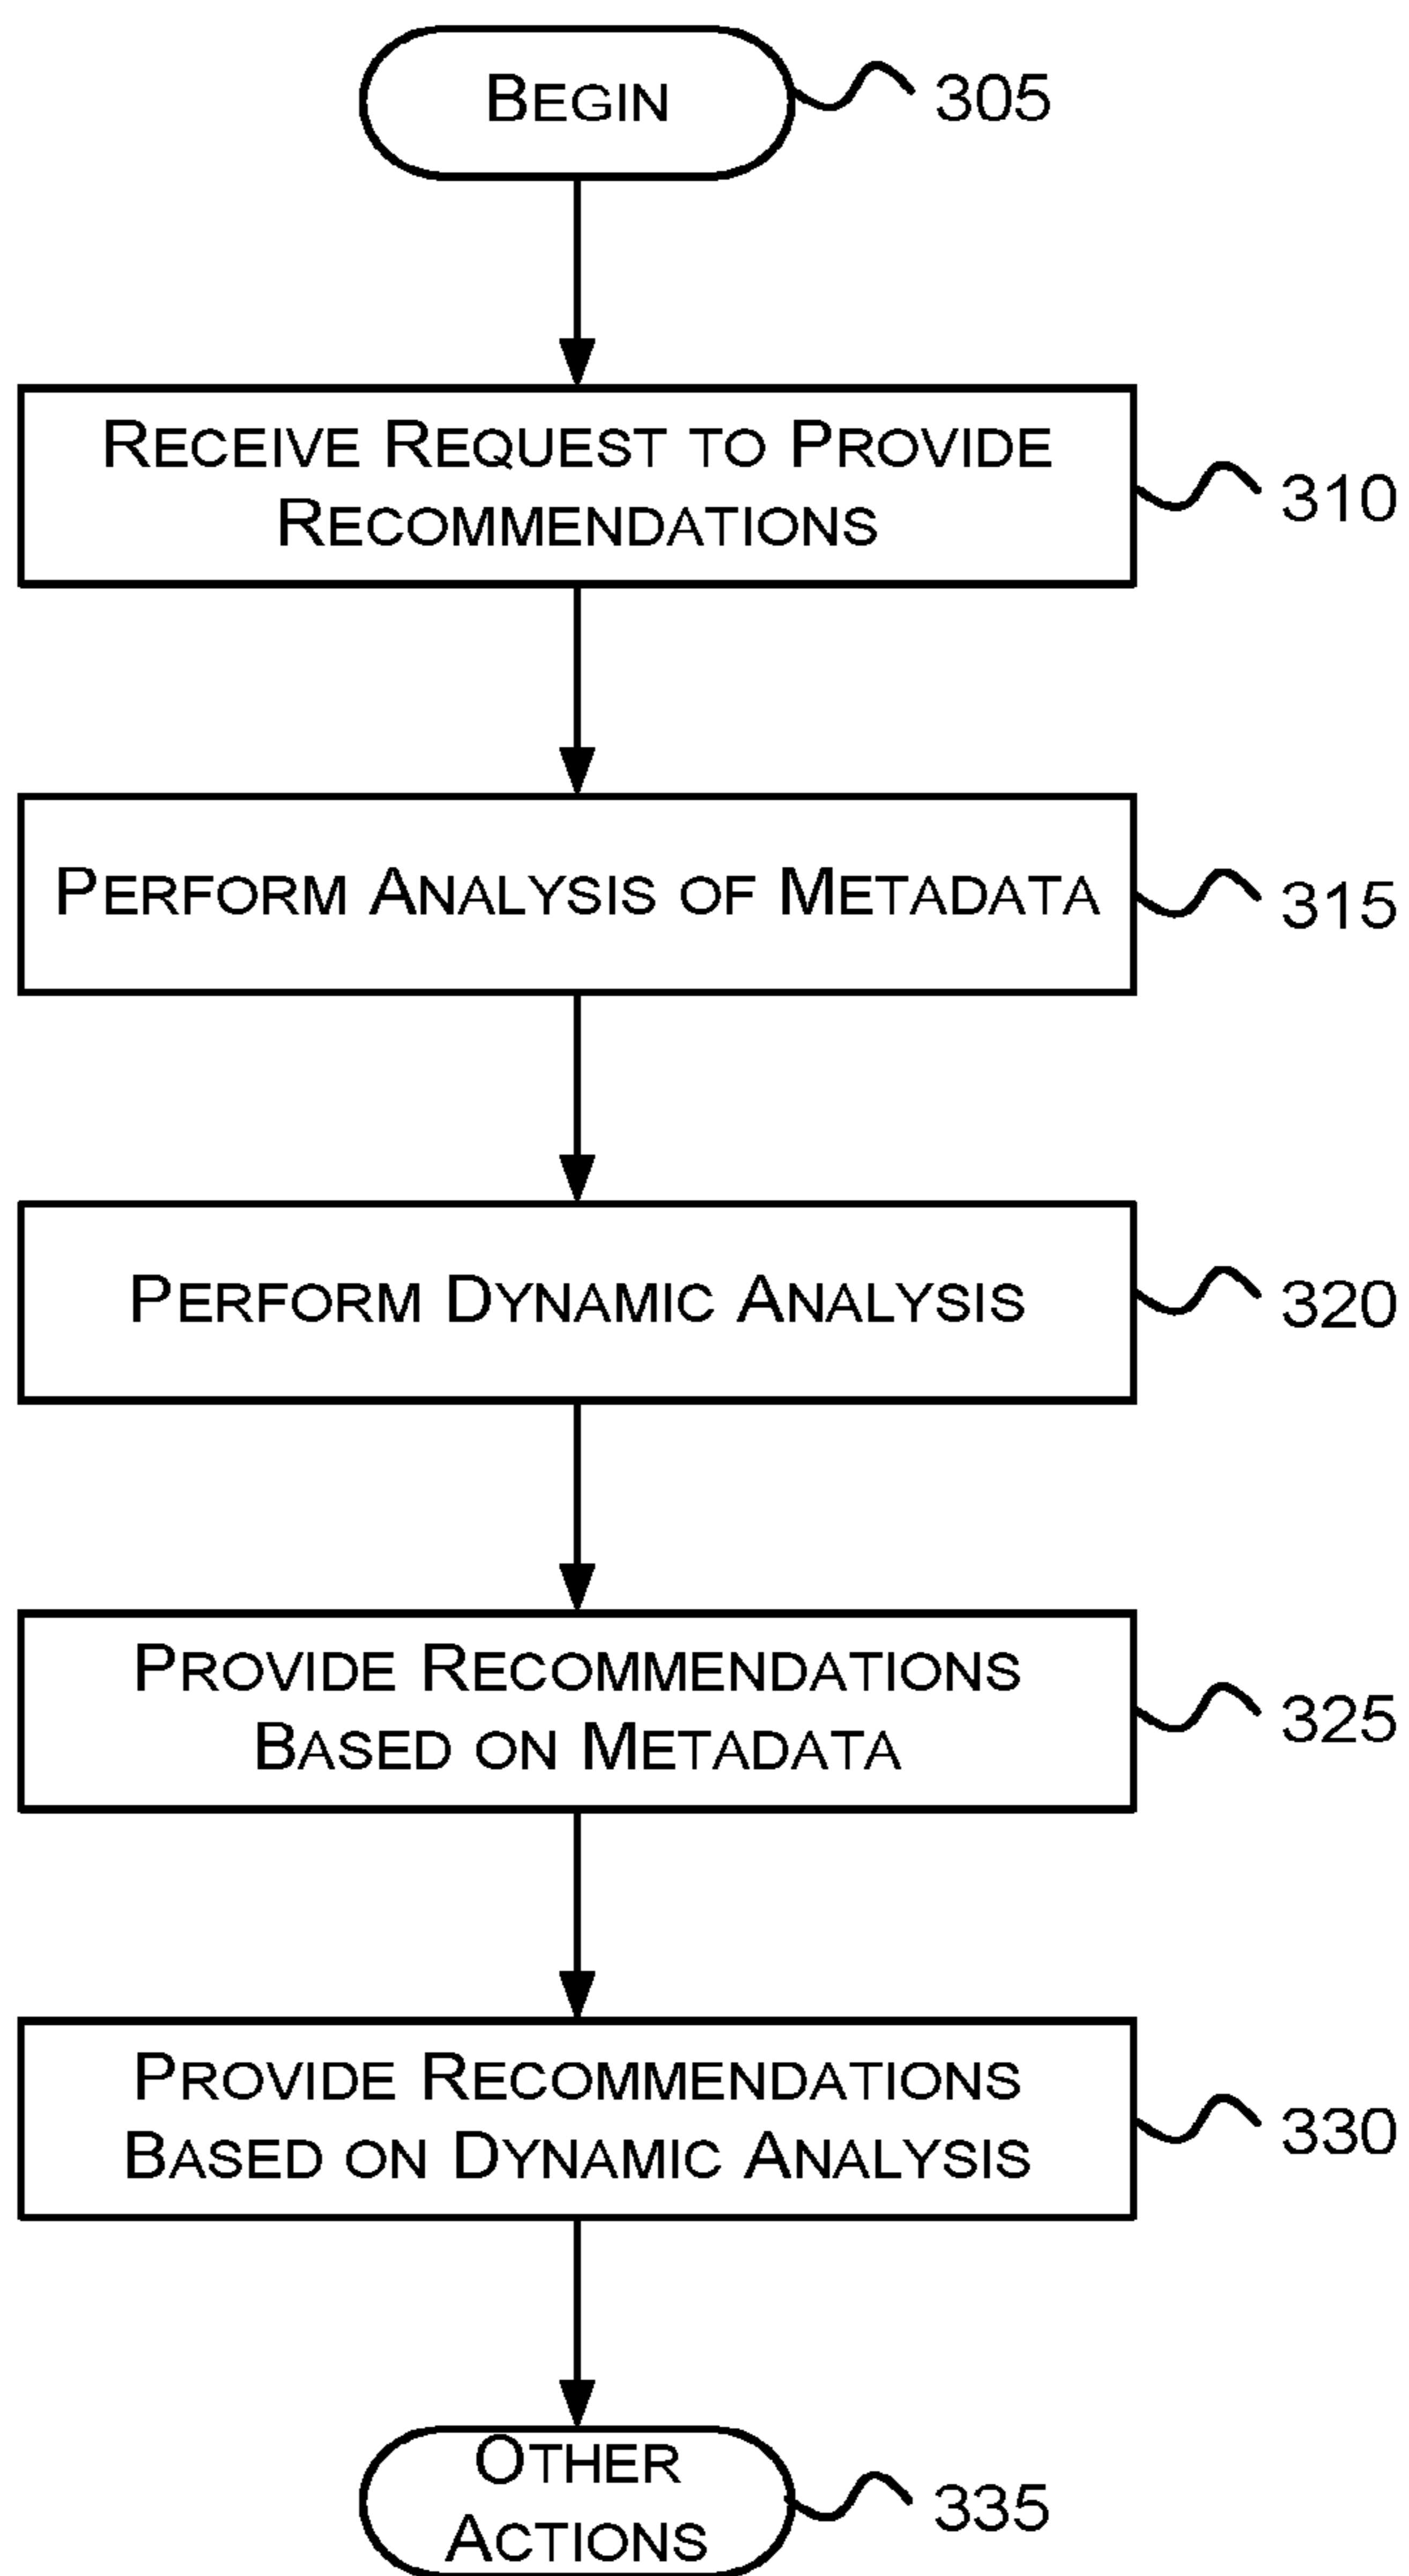 BEGIN
305
RECEIVE REQUEST TO PROVIDE
RECOMMENDATIONS
310
PERFORM ANALYSIS OF METADATA
315
PERFORM DYNAMIC ANALYSIS
320
PROVIDE RECOMMENDATIONS
BASED ON METADATA
325
PROVIDE RECOMMENDATIONS
BASED ON DYNAMIC ANALYSIS
330
OTHER
ACTIONS
335